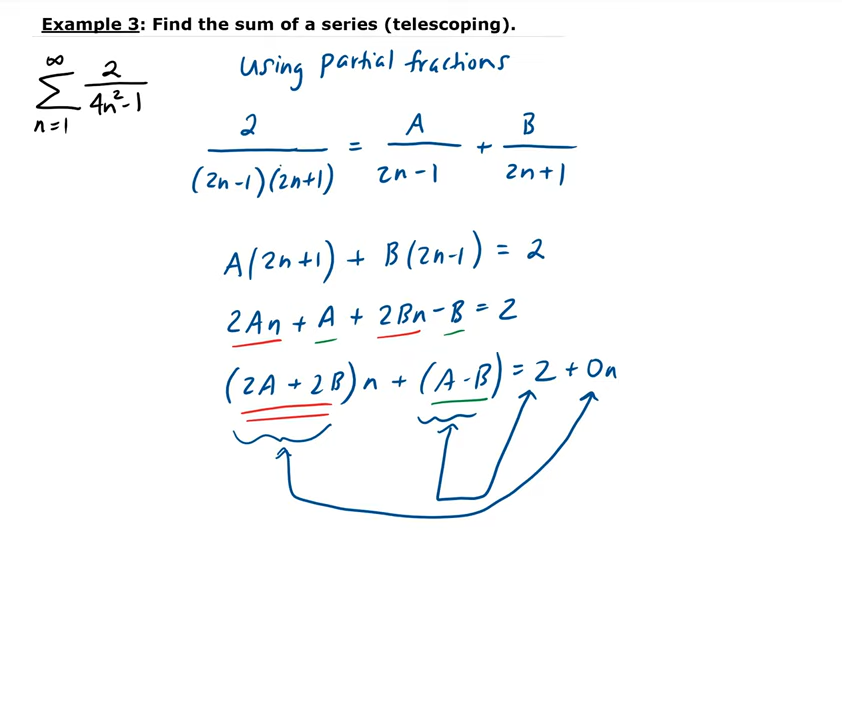 Example 3: Find the sum of a series (telescoping).
∞
∑ 2 / (4n² - 1)
n = 1
Using partial fractions
2 / (2n - 1)(2n + 1) = A / 2n - 1 + B / 2n + 1
A(2n + 1) + B(2n - 1) = 2
2An + A + 2Bn - B = 2
(2A + 2B)n + (A - B) = 2 + 0n